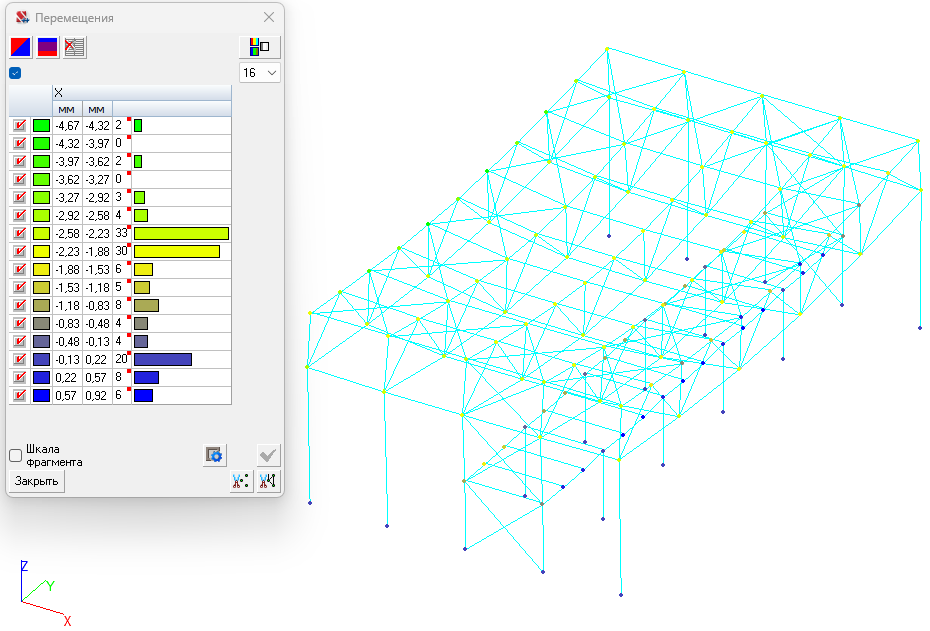 Перемещения
16
X
мм мм
-4,67 -4,32 2
-4,32 -3,97 0
-3,97 -3,62 2
-3,62 -3,27 0
-3,27 -2,92 3
-2,92 -2,58 4
-2,58 -2,23 33
-2,23 -1,88 30
-1,88 -1,53 6
-1,53 -1,18 5
-1,18 -0,83 8
-0,83 -0,48 4
-0,48 -0,13 4
-0,13 0,22 20
0,22 0,57 8
0,57 0,92 6
Шкала
фрагмента
Закрыть
Z
Y
X